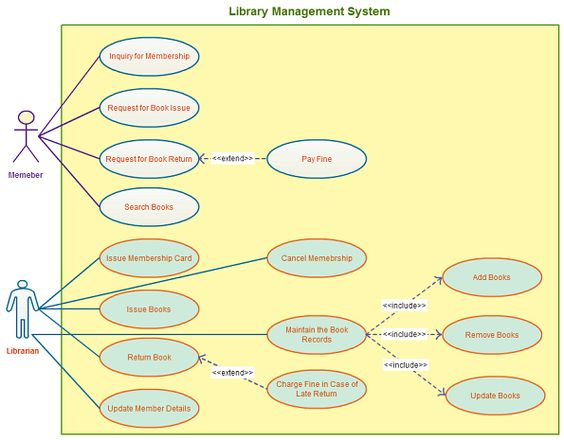 Library Management System
Inquiry for Membership
Request for Book Issue
Request for Book Return
<<extend>>
Pay Fine
Memeber
Search Books
Issue Membership Card
Cancel Memebrship
Add Books
<<include>>
Issue Books
Librarian
Maintain the Book
Records
<<include>>
Remove Books
Return Book
<<include>>
<<extend>>
Charge Fine in Case of
Late Return
Update Member Details
Update Books